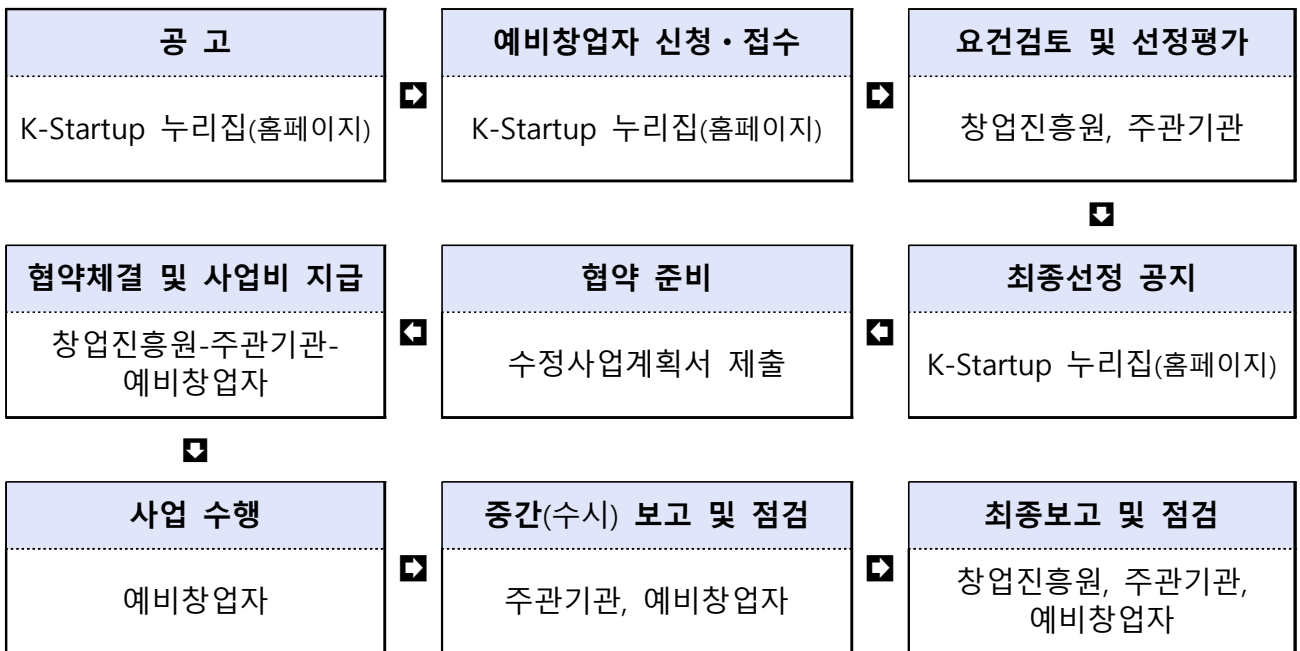 공 고
K-Startup 누리집(홈페이지)
예비창업자 신청・접수
K-Startup 누리집(홈페이지)
요건검토 및 선정평가
창업진흥원, 주관기관
최종선정 공지
K-Startup 누리집(홈페이지)
협약 준비
수정사업계획서 제출
협약체결 및 사업비 지급
창업진흥원-주관기관-
예비창업자
사업 수행
예비창업자
중간(수시) 보고 및 점검
주관기관, 예비창업자
최종보고 및 점검
창업진흥원, 주관기관,
예비창업자